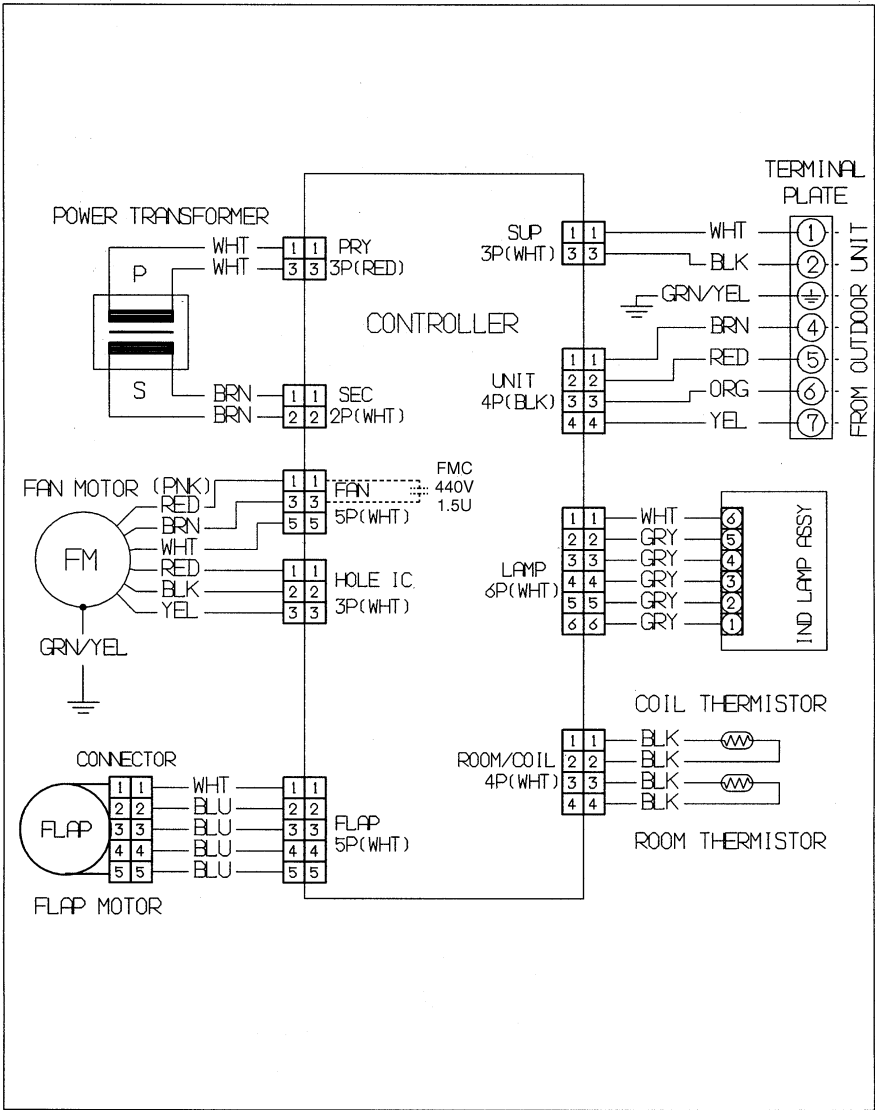 POWER TRANSFORMER
P
S
WHT 1 1 PRY
WHT 3 3 3P(RED)
BRN 1 1 SEC
BRN 2 2 2P(WHT)
FAN MOTOR (PNK)
FM
RED 1 1 FAN
BRN 3 3
WHT 5 5 5P(WHT)
FMC
440V
1.5U
RED 1 1 HOLE IC
BLK 2 2
YEL 3 3 3P(WHT)
GRN/YEL
CONNECTOR
FLAP
1 1 WHT 1 1
2 2 BLU 2 2
3 3 BLU 3 3
4 4 BLU 4 4
5 5 BLU 5 5
FLAP
5P(WHT)
FLAP MOTOR
CONTROLLER
TERMINAL
PLATE
SUP
3P(WHT)
1 1 WHT 1
3 3 BLK 2
GRN/YEL
UNIT
4P(BLK)
1 1 BRN 4
2 2 RED 5
3 3 ORG 6
4 4 YEL 7
FROM OUTDOOR UNIT
LAMP
6P(WHT)
1 1 WHT 6
2 2 GRY 5
3 3 GRY 4
4 4 GRY 3
5 5 GRY 2
6 6 GRY 1
IND LAMP ASSY
COIL THERMISTOR
ROOM/COIL
4P(WHT)
1 1 BLK
2 2 BLK
3 3 BLK
4 4 BLK
ROOM THERMISTOR